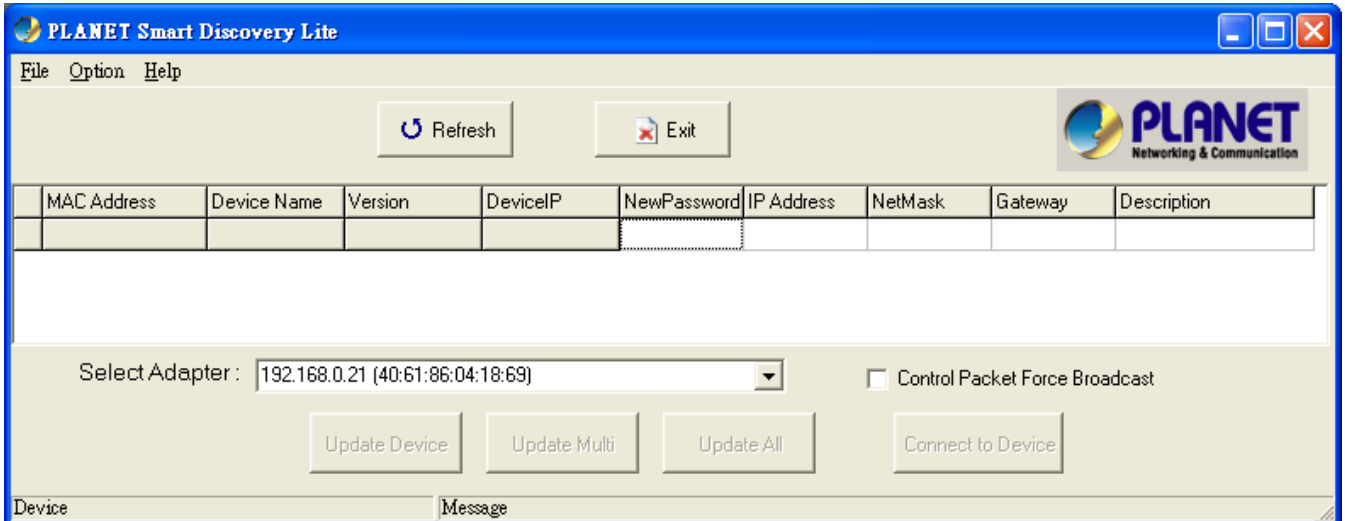 PLANET Smart Discovery Lite
File Option Help
Refresh Exit
PLANET
Networking & Communication
MAC Address Device Name Version DeviceIP NewPassword IP Address NetMask Gateway Description
Select Adapter : 192.168.0.21 (40:61:86:04:18:69) Control Packet Force Broadcast
Update Device Update Multi Update All Connect to Device
Device Message